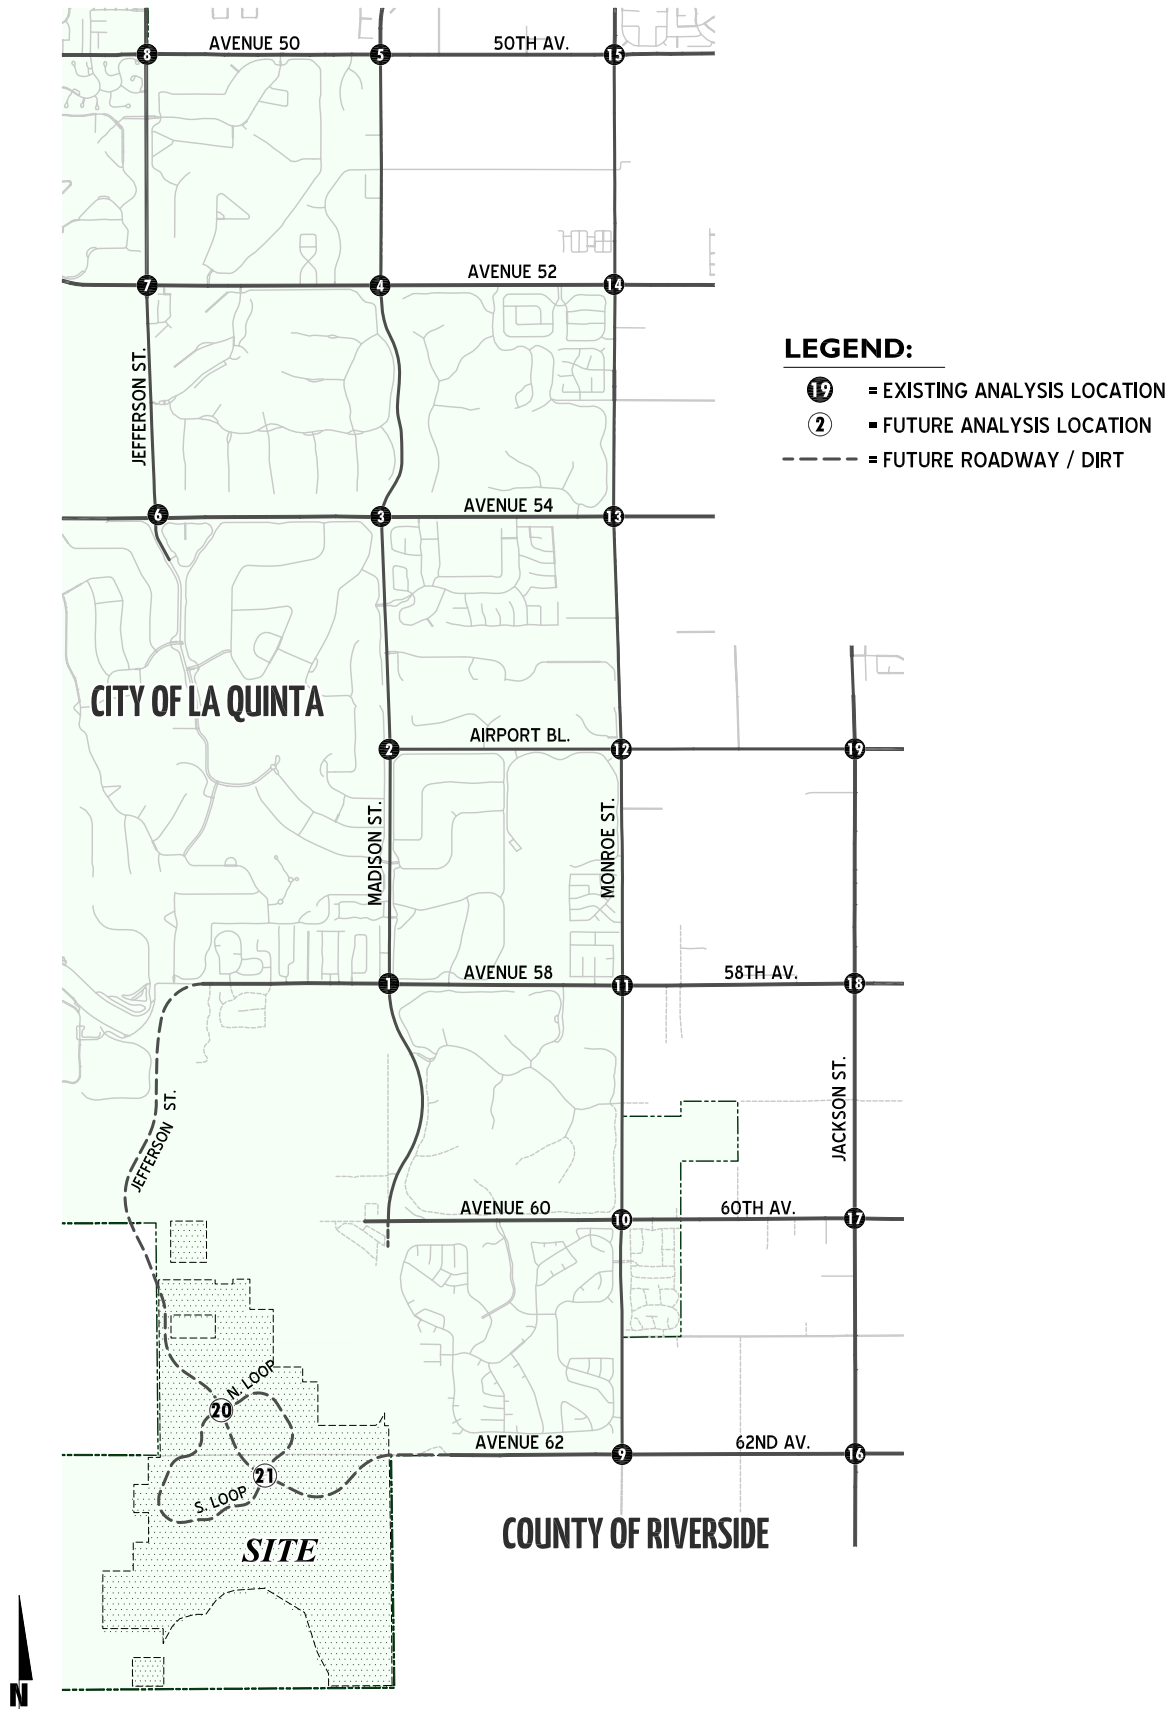 AVENUE 50
50TH AV.
8
5
15
AVENUE 52
7
4
14
JEFFERSON ST.
LEGEND:
19 = EXISTING ANALYSIS LOCATION
2 = FUTURE ANALYSIS LOCATION
= FUTURE ROADWAY / DIRT
AVENUE 54
6
3
13
CITY OF LA QUINTA
AIRPORT BL.
2
12
19
MADISON ST.
MONROE ST.
AVENUE 58
58TH AV.
1
11
18
JEFFERSON ST.
JACKSON ST.
AVENUE 60
60TH AV.
10
17
N. LOOP
20
AVENUE 62
62ND AV.
9
16
21
S. LOOP
SITE
COUNTY OF RIVERSIDE
N